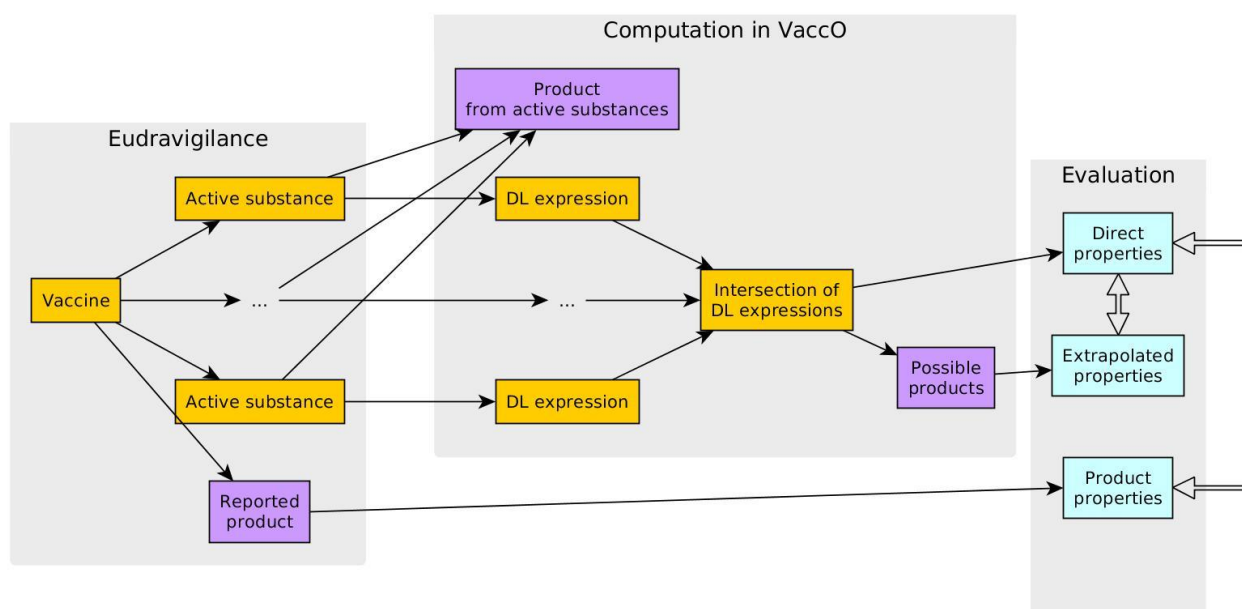 Computation in VaccO
Product
from active substances
Eudravigilance
Evaluation
Active substance
DL expression
Direct
properties
Vaccine
...
...
Intersection of
DL expressions
Extrapolated
properties
Possible
products
Active substance
DL expression
Reported
product
Product
properties